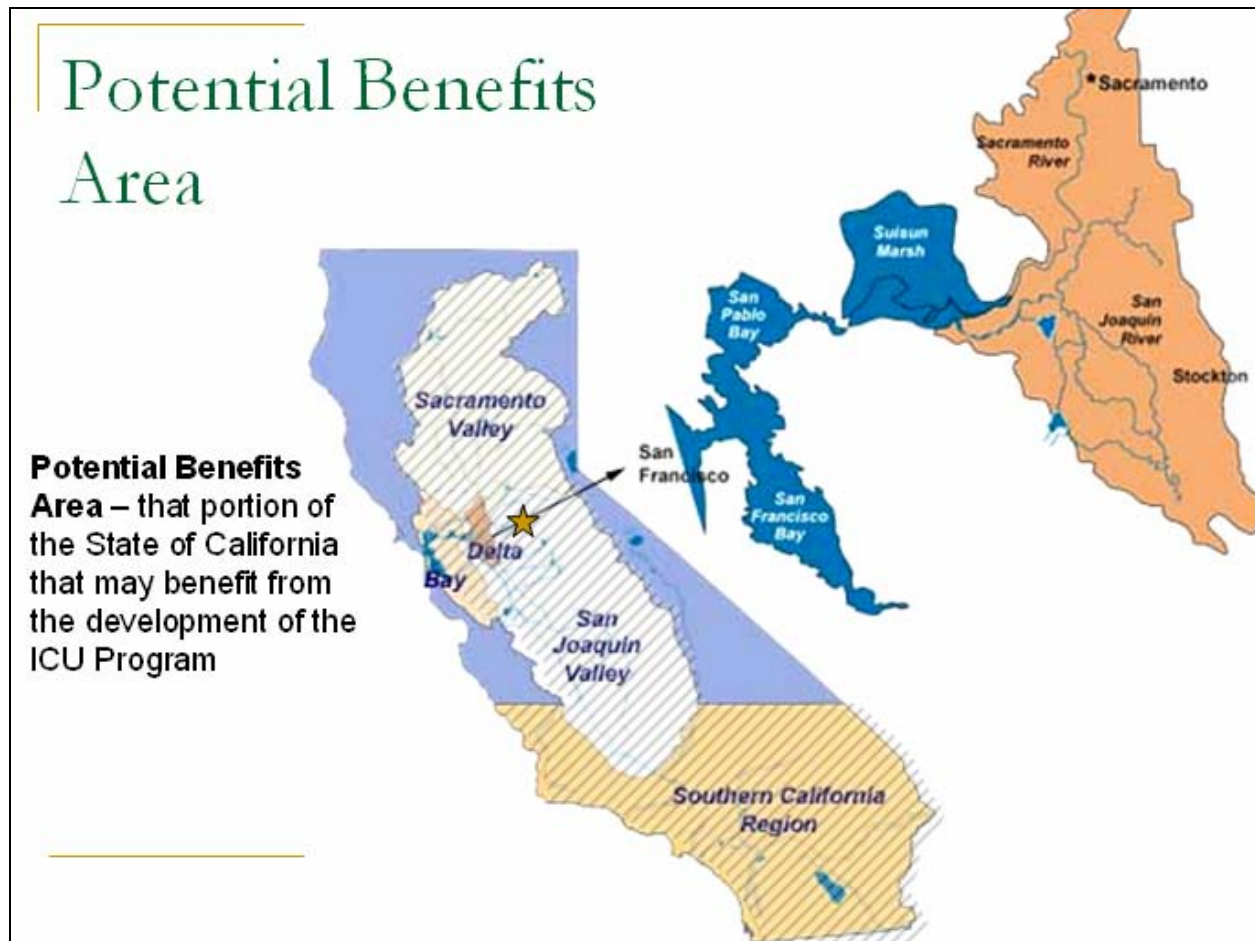 Potential Benefits
Area
Sacramento
Sacramento
River
Suisun
Marsh
San
Pablo
Bay
San
Joaquin
River
Stockton
San
Francisco
San
Francisco
Bay
Sacramento
Valley
Delta
Bay
San
Joaquin
Valley
Southern California
Region
Potential Benefits
Area – that portion of
the State of California
that may benefit from
the development of the
ICU Program